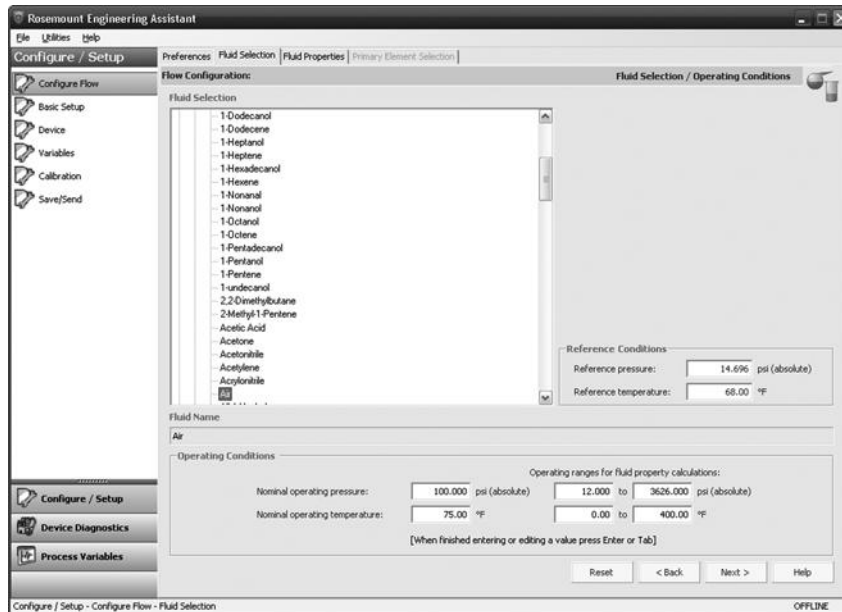 Rosemount Engineering Assistant
File Utilities Help
Configure / Setup
Preferences Fluid Selection Fluid Properties Primary Element Selection
Configure Flow
Basic Setup
Device
Variables
Calibration
Save/Send
Flow Configuration: Fluid Selection / Operating Conditions
Fluid Selection
1-Dodecanol
1-Dodecene
1-Heptanol
1-Heptene
1-Hexadecanol
1-Hexene
1-Nonanal
1-Nonanol
1-Octanol
1-Octene
1-Pentadecanol
1-Pentanol
1-Pentene
1-undecanol
2,2-Dimethylbutane
2-Methyl-1-Pentene
Acetic Acid
Acetone
Acetonitrile
Acetylene
Acrylonitrile
Air
Reference Conditions
Reference pressure: 14.696 psi (absolute)
Reference temperature: 68.00 °F
Fluid Name
Air
Operating Conditions
Operating ranges for fluid property calculations:
Nominal operating pressure: 100.000 psi (absolute) 12.000 to 3626.000 psi (absolute)
Nominal operating temperature: 75.00 °F 0.00 to 400.00 °F
[When finished entering or editing a value press Enter or Tab]
Configure / Setup
Device Diagnostics
Process Variables
Reset < Back Next > Help
Configure / Setup - Configure Flow - Fluid Selection OFFLINE